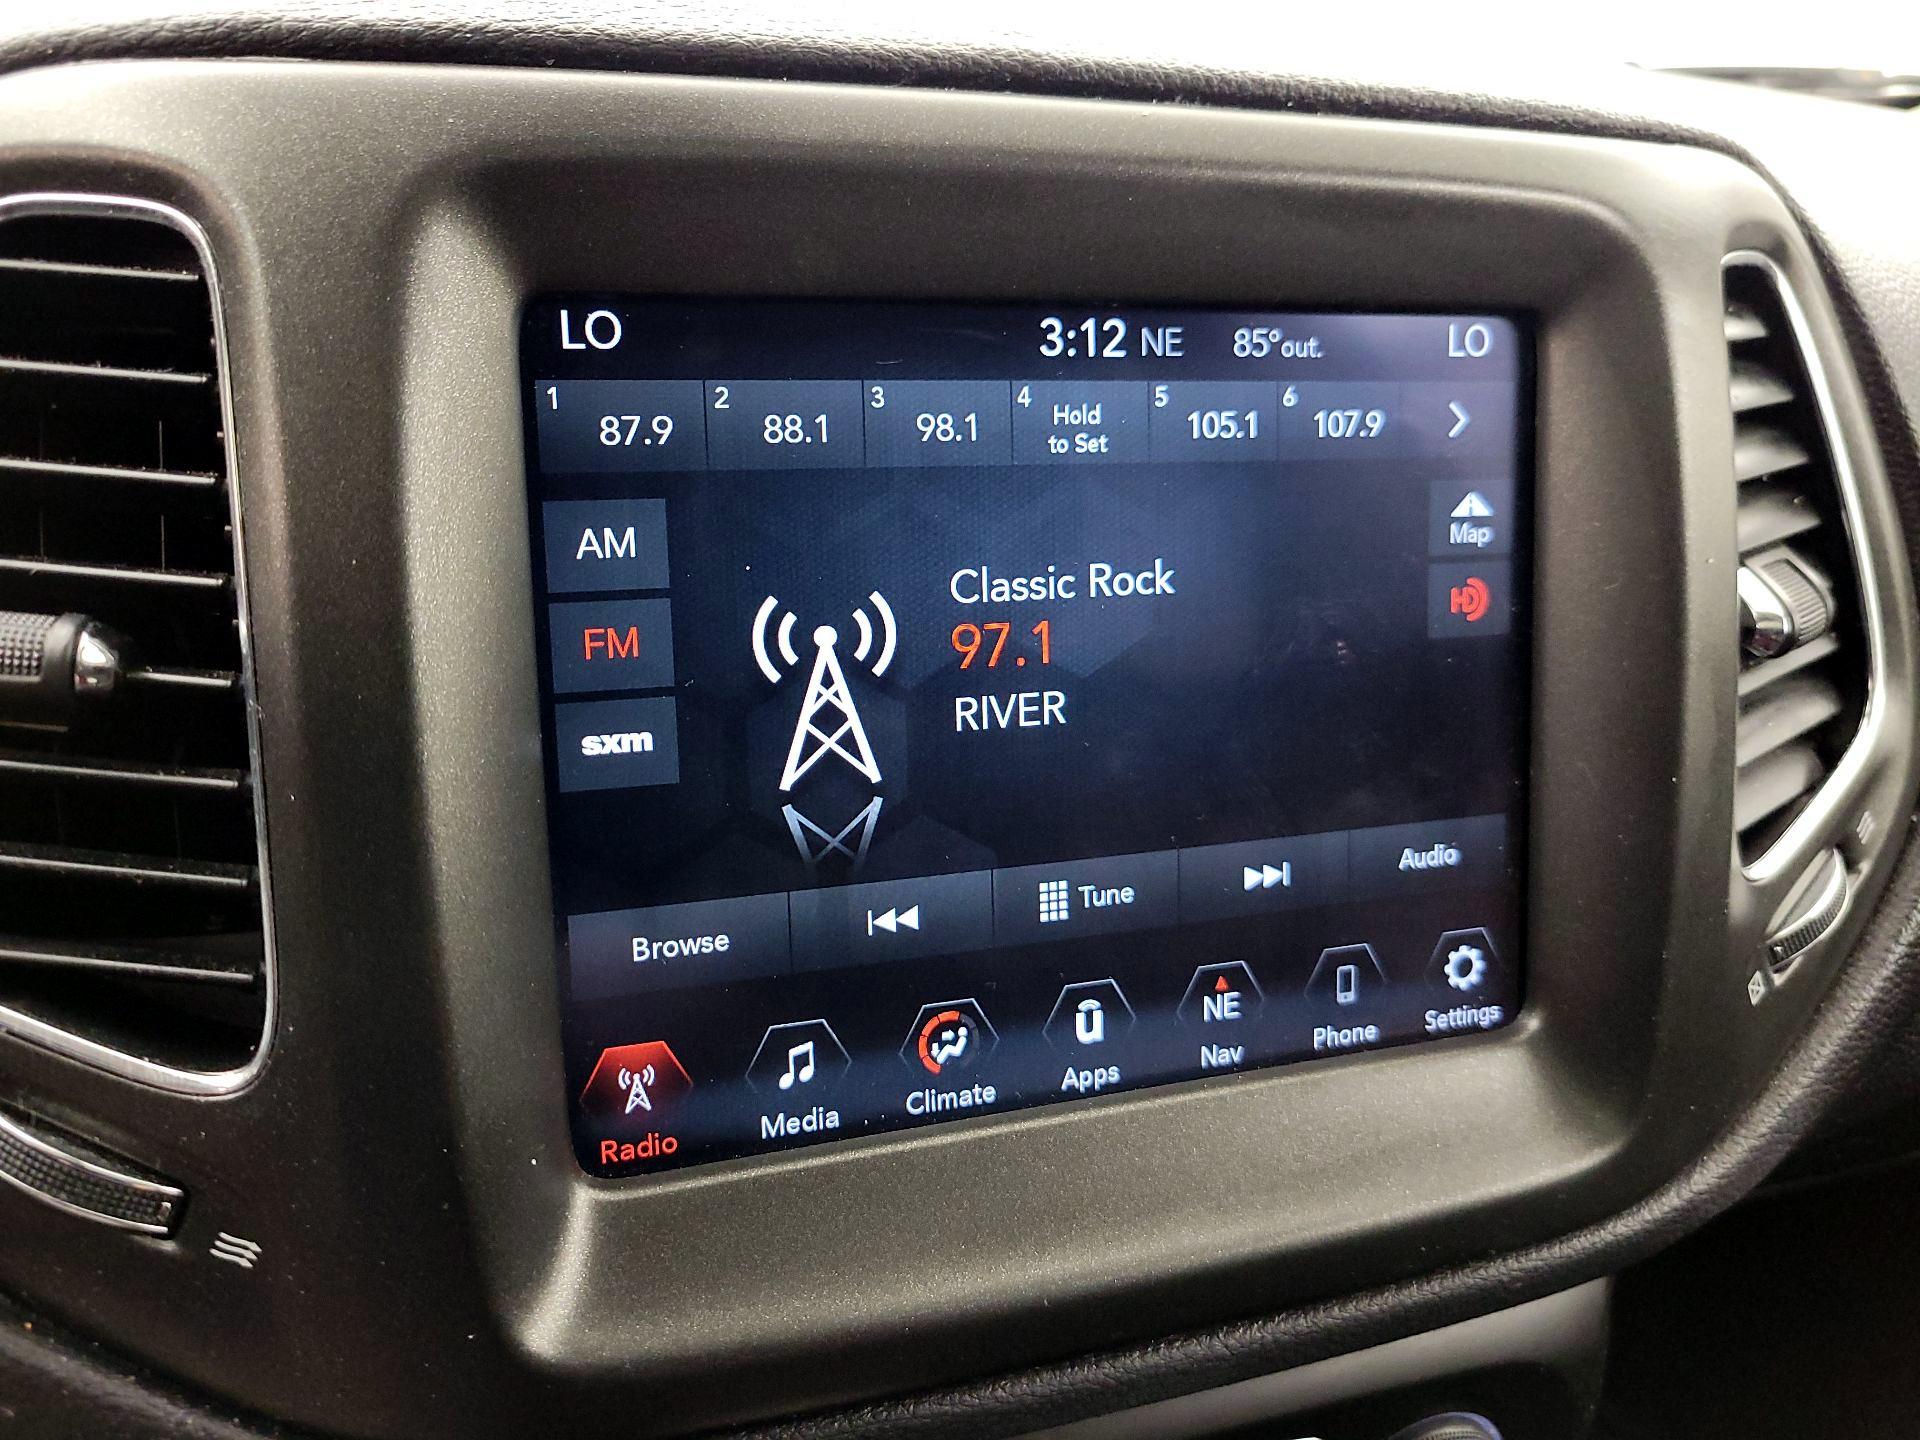 LO 3:12 NE 85°out. LO
1 87.9 2 88.1 3 98.1 4 Hold to Set 5 105.1 6 107.9
AM
FM
sxm
Classic Rock
97.1
RIVER
Map
HD
Browse Tune Audio
NE
Radio Media Climate Apps Nav Phone Settings